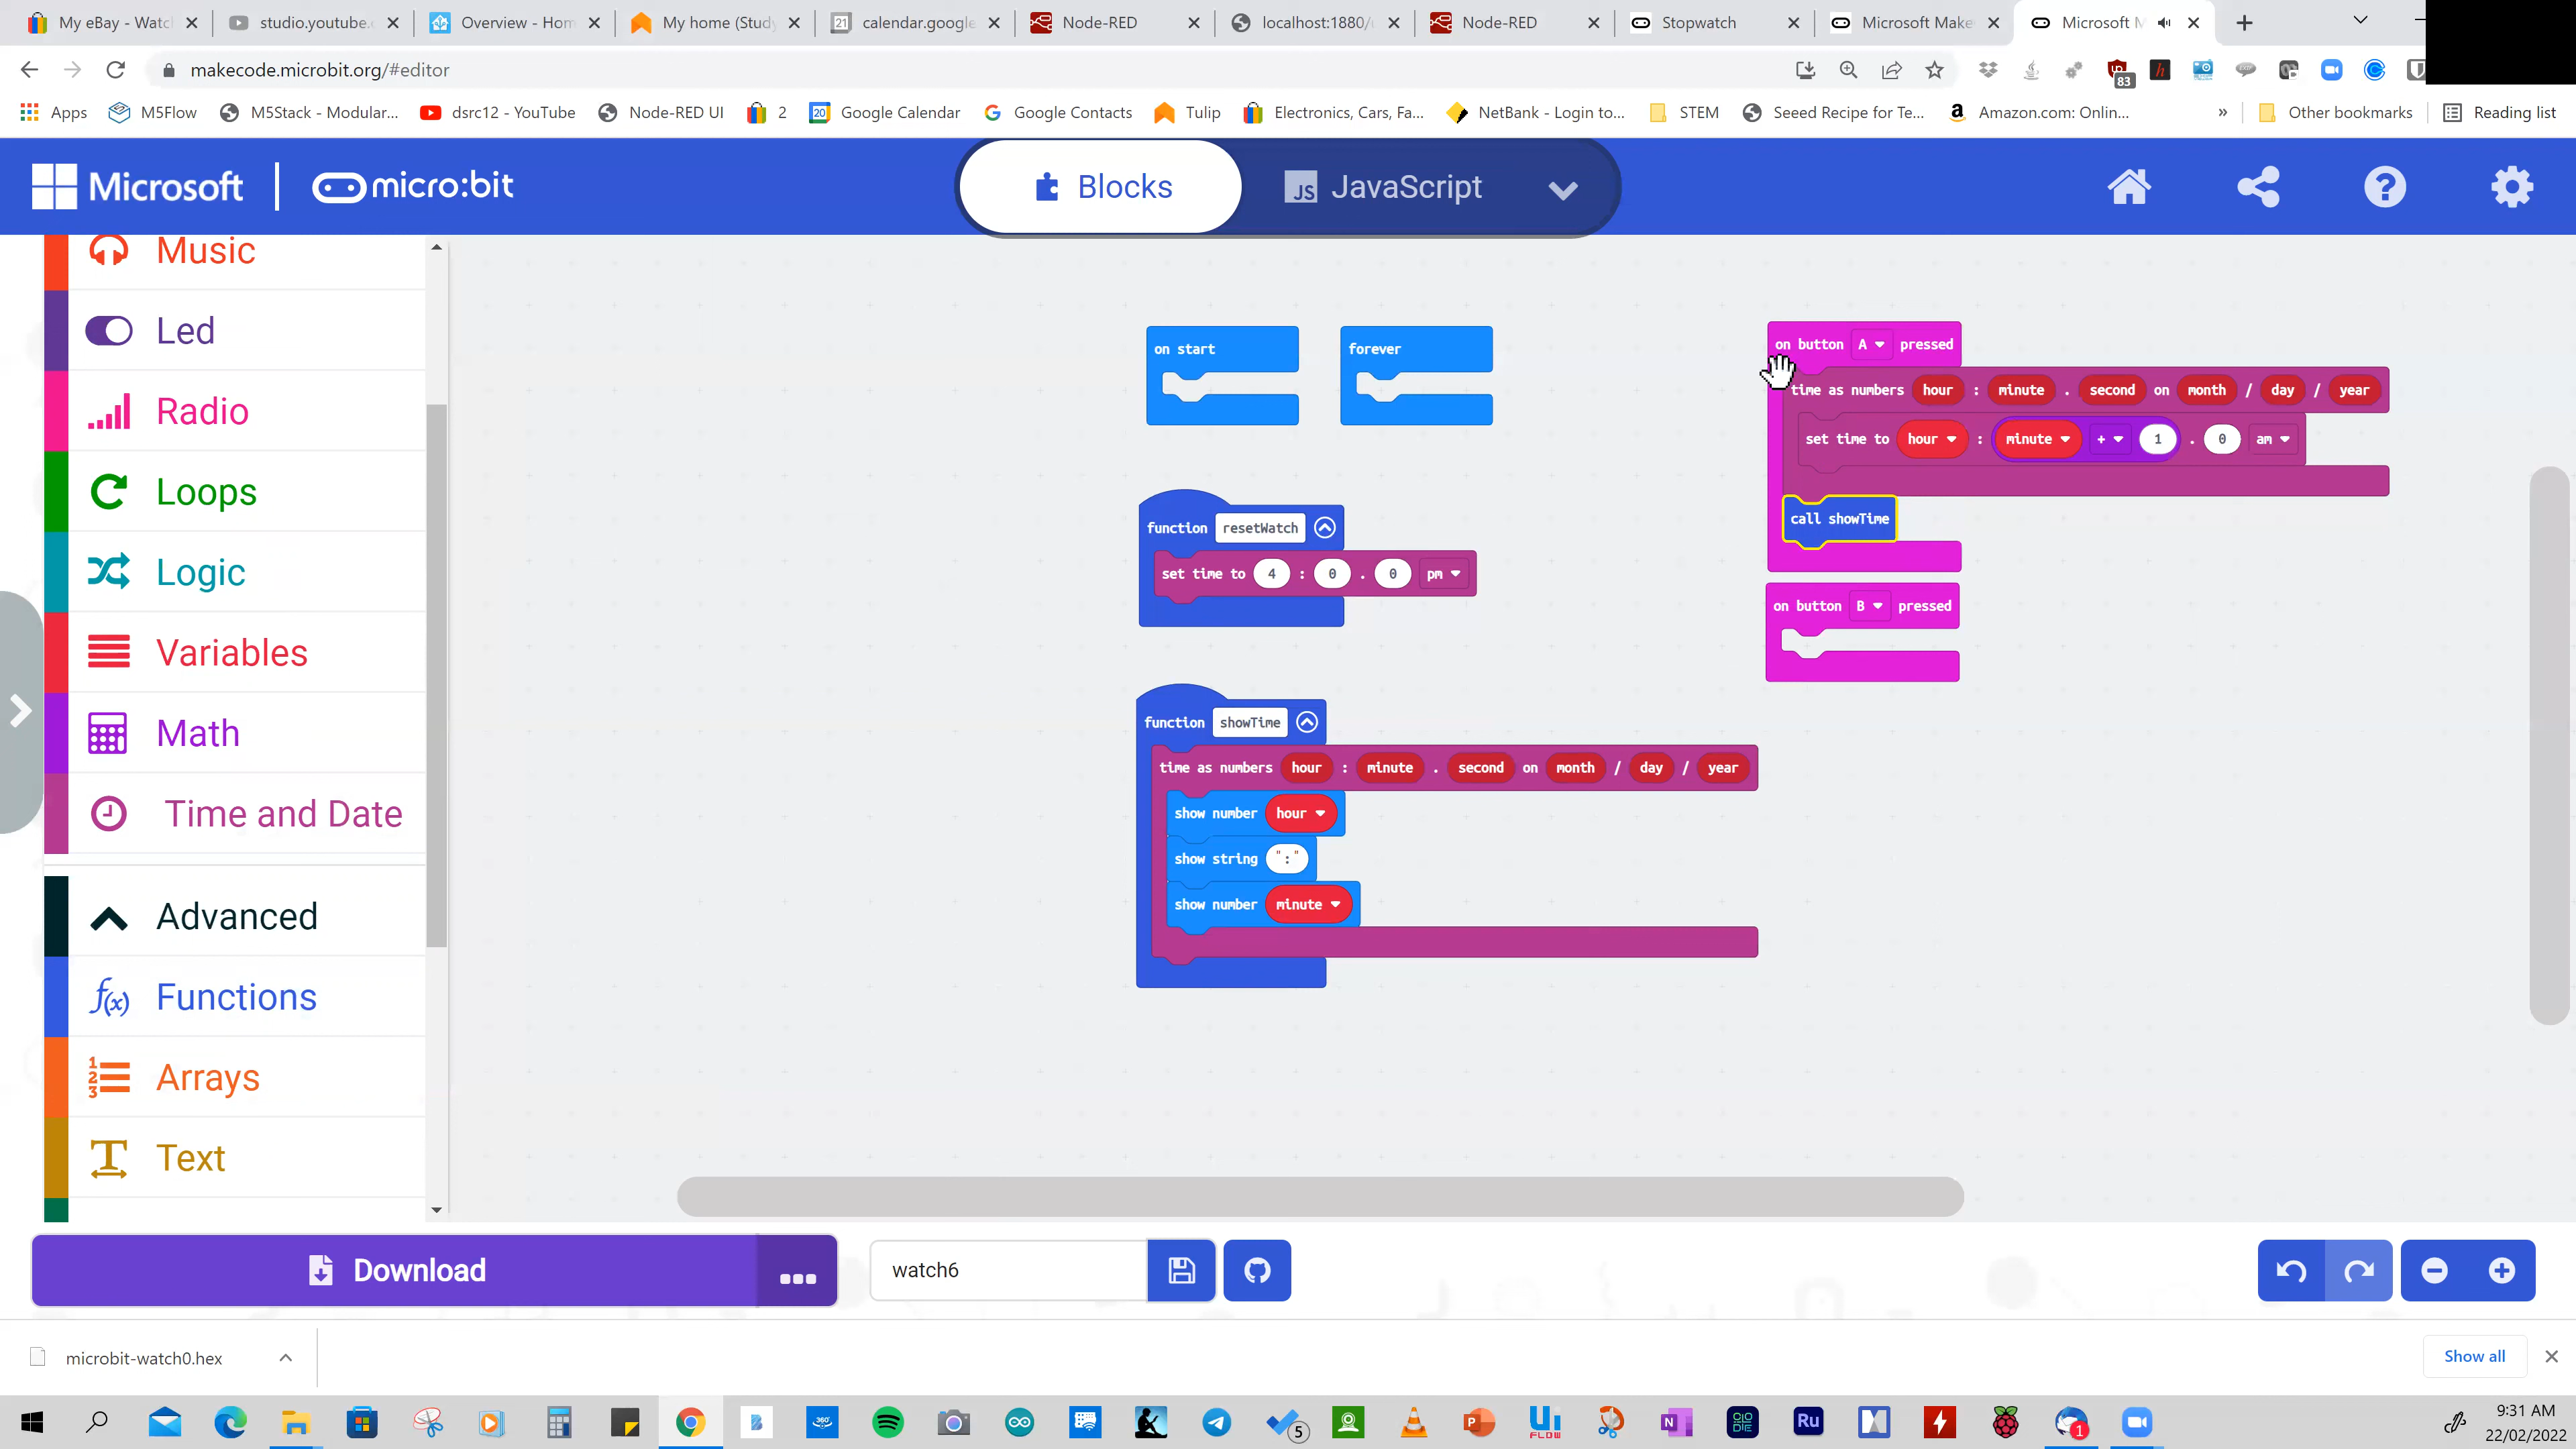 My eBay - Watc
studio.youtube.
Overview - Hom
My home (Study
calendar.google
Node-RED
localhost:1880/
Node-RED
Stopwatch
Microsoft Make
Microsoft M
makecode.microbit.org/#editor
83
Apps
M5Flow
M5Stack - Modular...
dsrc12 - YouTube
Node-RED UI
2
Google Calendar
Google Contacts
Tulip
Electronics, Cars, Fa...
NetBank - Login to...
STEM
Seeed Recipe for Te...
Amazon.com: Onlin...
»
Other bookmarks
Reading list
Microsoft
micro:bit
Blocks
JS JavaScript
Music
Led
Radio
Loops
Logic
Variables
Math
Time and Date
Advanced
f(x) Functions
Arrays
Text
on start
forever
function resetWatch
set time to 4 : 0 . 0 pm
function showTime
time as numbers hour : minute . second on month / day / year
show number hour
show string ":"
show number minute
on button A pressed
time as numbers hour : minute . second on month / day / year
set time to hour : minute + 1 . 0 am
call showTime
on button B pressed
Download
...
watch6
microbit-watch0.hex
Show all
9:31 AM
22/02/2022